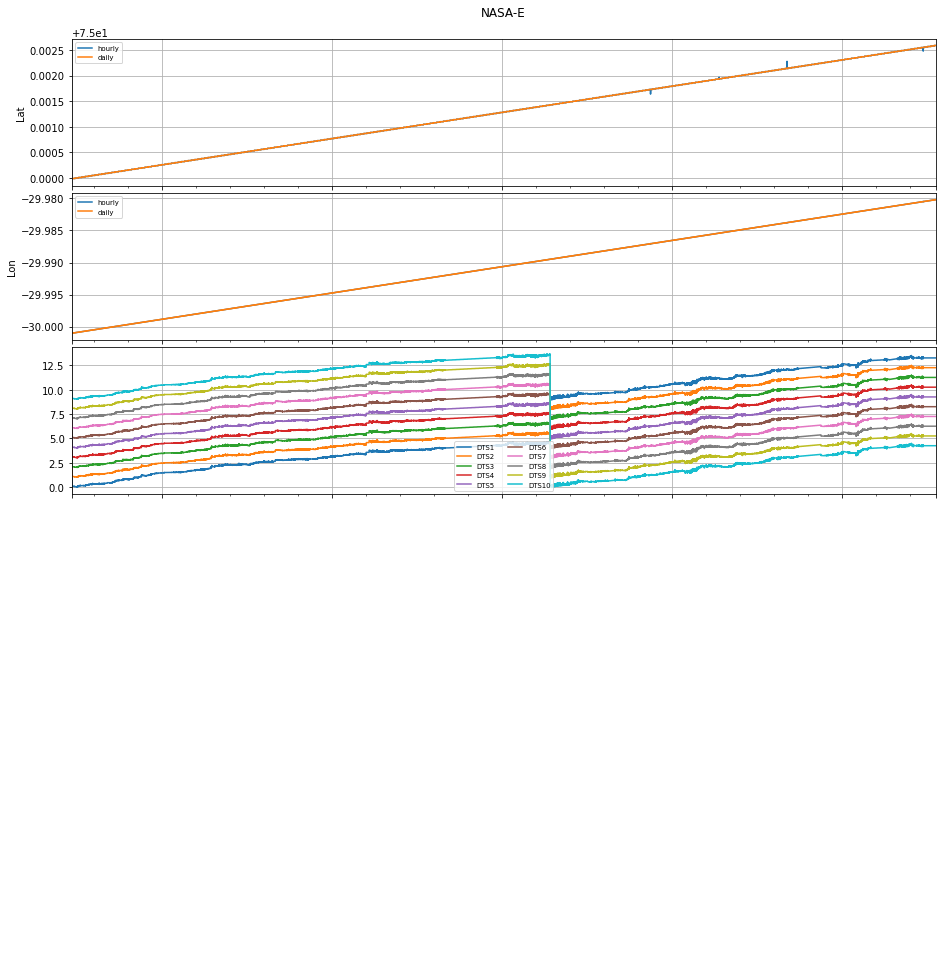 NASA-E
+7.5e1
hourly
daily
0.0025
0.0020
0.0015
0.0010
0.0005
0.0000
Lat
hourly
daily
−29.980
−29.985
−29.990
−29.995
−30.000
Lon
12.5
10.0
7.5
5.0
2.5
0.0
DTS1 DTS6
DTS2 DTS7
DTS3 DTS8
DTS4 DTS9
DTS5 DTS10